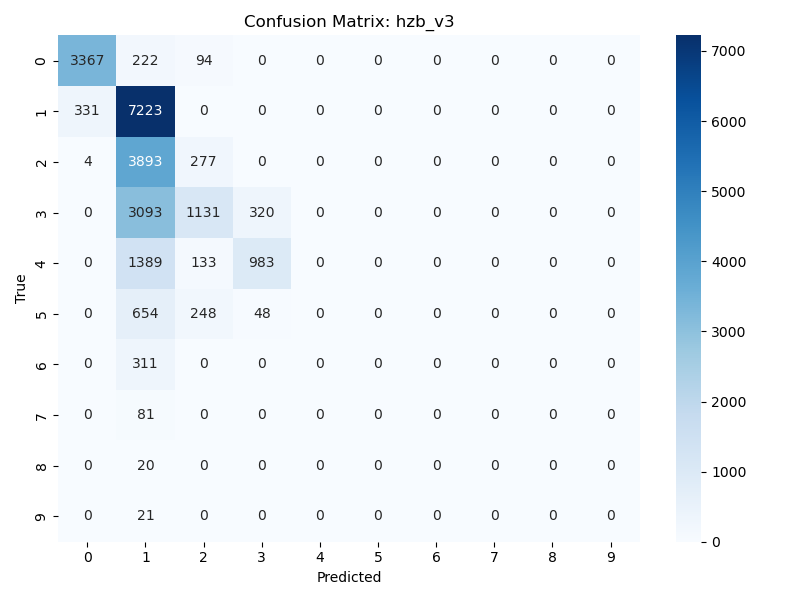 Confusion Matrix: hzb_v3
0 3367 222 94 0 0 0 0 0 0 0
1 331 7223 0 0 0 0 0 0 0 0
2 4 3893 277 0 0 0 0 0 0 0
3 0 3093 1131 320 0 0 0 0 0 0
4 0 1389 133 983 0 0 0 0 0 0
5 0 654 248 48 0 0 0 0 0 0
6 0 311 0 0 0 0 0 0 0 0
7 0 81 0 0 0 0 0 0 0 0
8 0 20 0 0 0 0 0 0 0 0
9 0 21 0 0 0 0 0 0 0 0
0 1 2 3 4 5 6 7 8 9
Predicted
True
7000
6000
5000
4000
3000
2000
1000
0